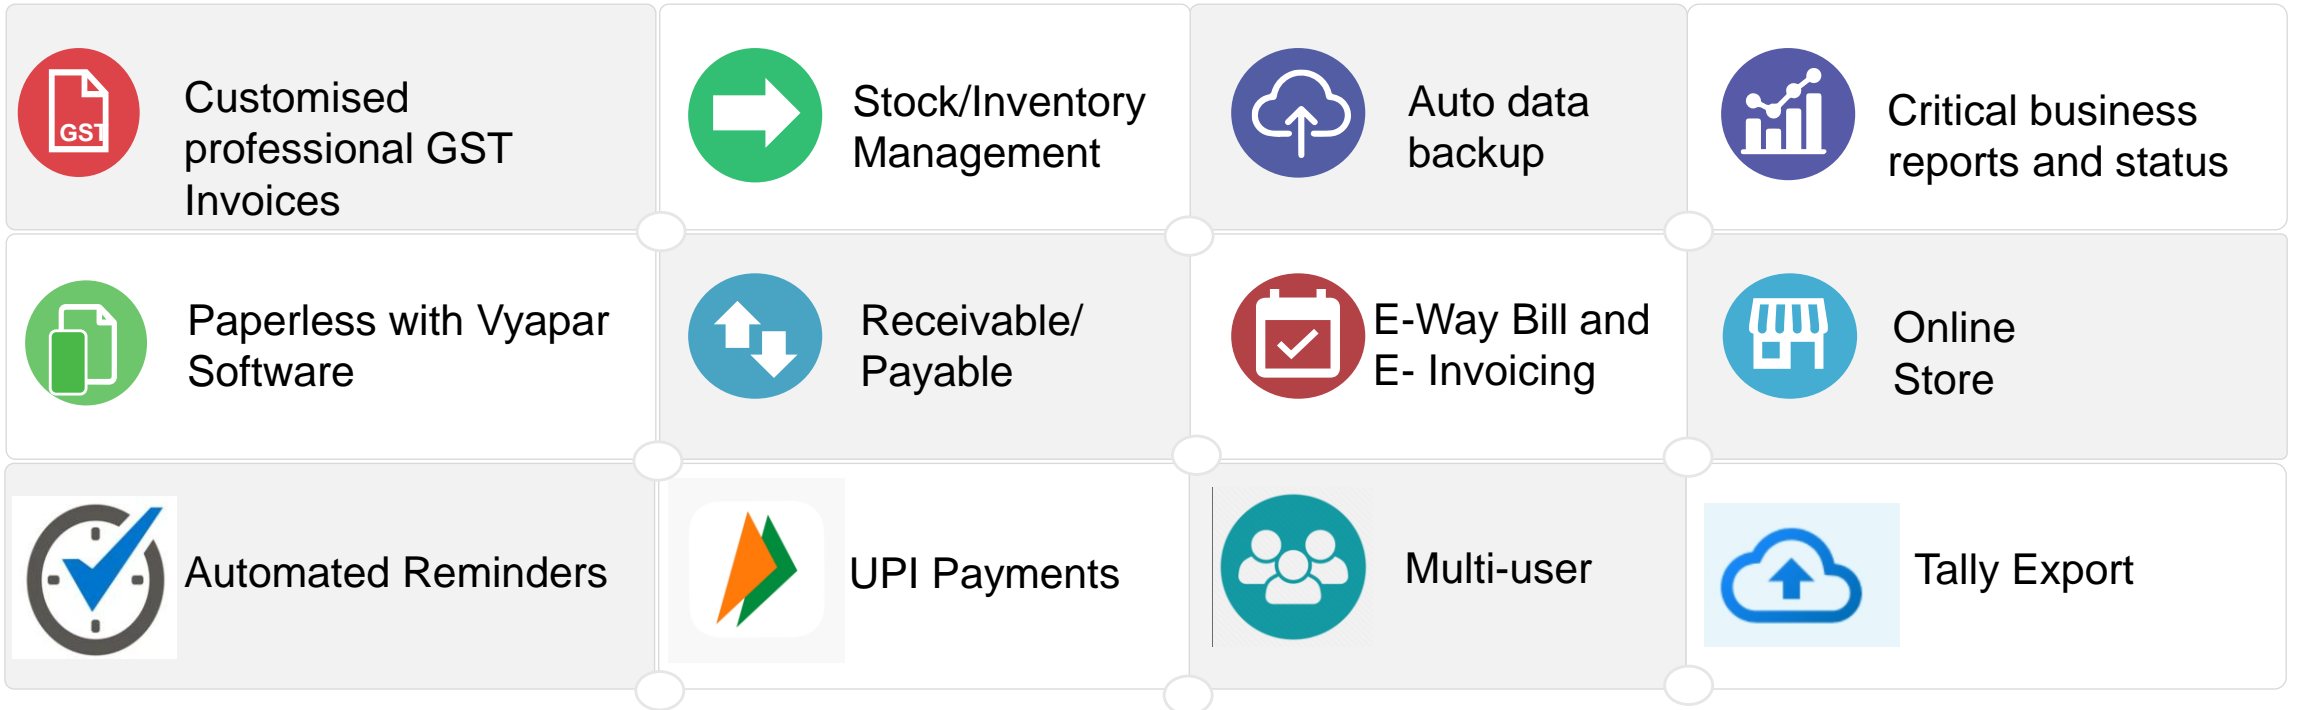 GST
Customised
professional GST
Invoices
Stock/Inventory
Management
Auto data
backup
Critical business
reports and status
Paperless with Vyapar
Software
Receivable/
Payable
E-Way Bill and
E- Invoicing
Online
Store
Automated Reminders
UPI Payments
Multi-user
Tally Export